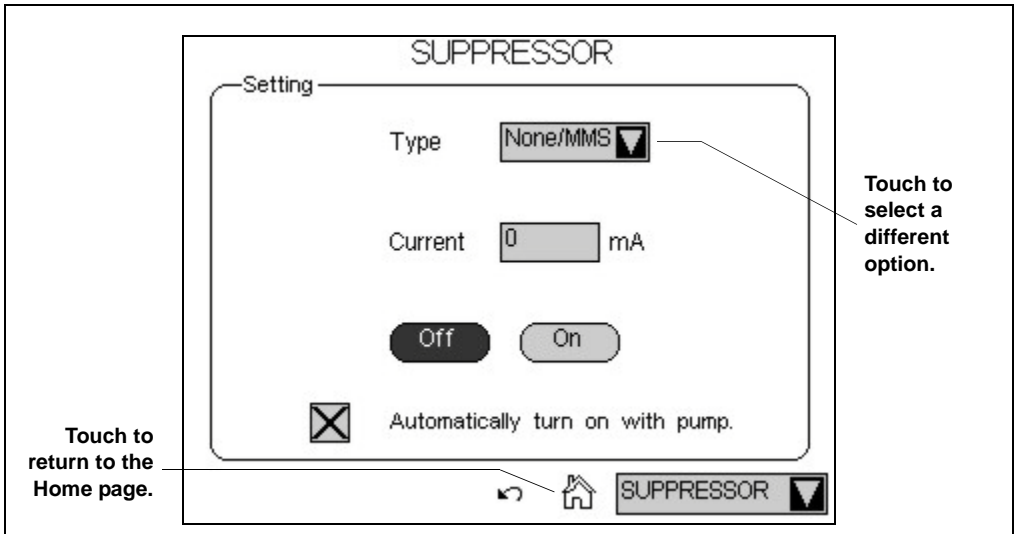 SUPPRESSOR
Setting
Type
None/MMS
Touch to
select a
different
option.
Current
0
mA
Off
On
Automatically turn on with pump.
Touch to
return to the
Home page.
SUPPRESSOR